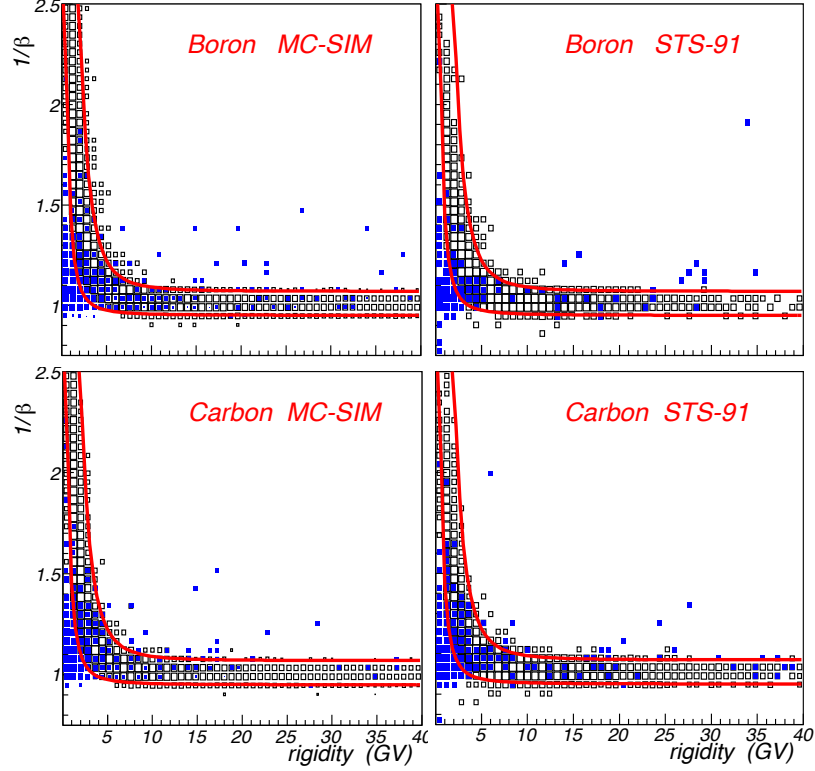 1/β
2.5
Boron MC-SIM
Boron STS-91
2
1.5
1
2.5
1/β
Carbon MC-SIM
Carbon STS-91
2
1.5
1
5 10 15 20 25 30 35 40
5 10 15 20 25 30 35 40
rigidity (GV)
rigidity (GV)